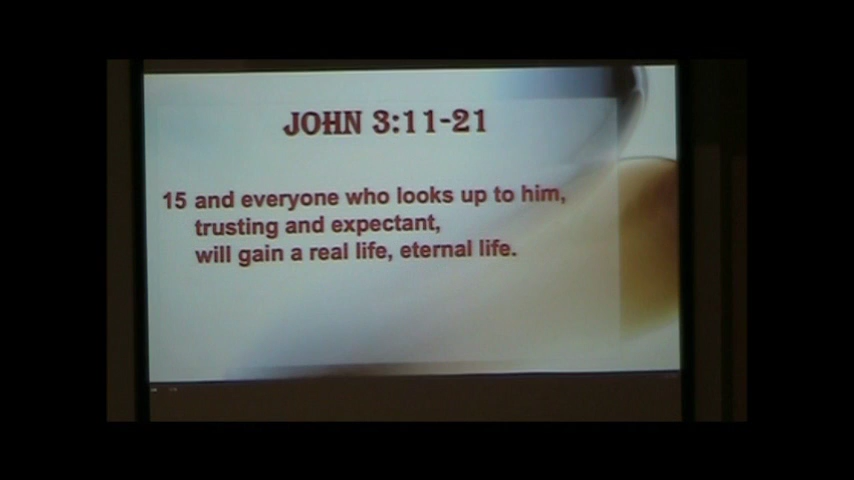 JOHN 3:11-21
15 and everyone who looks up to him,
trusting and expectant,
will gain a real life, eternal life.